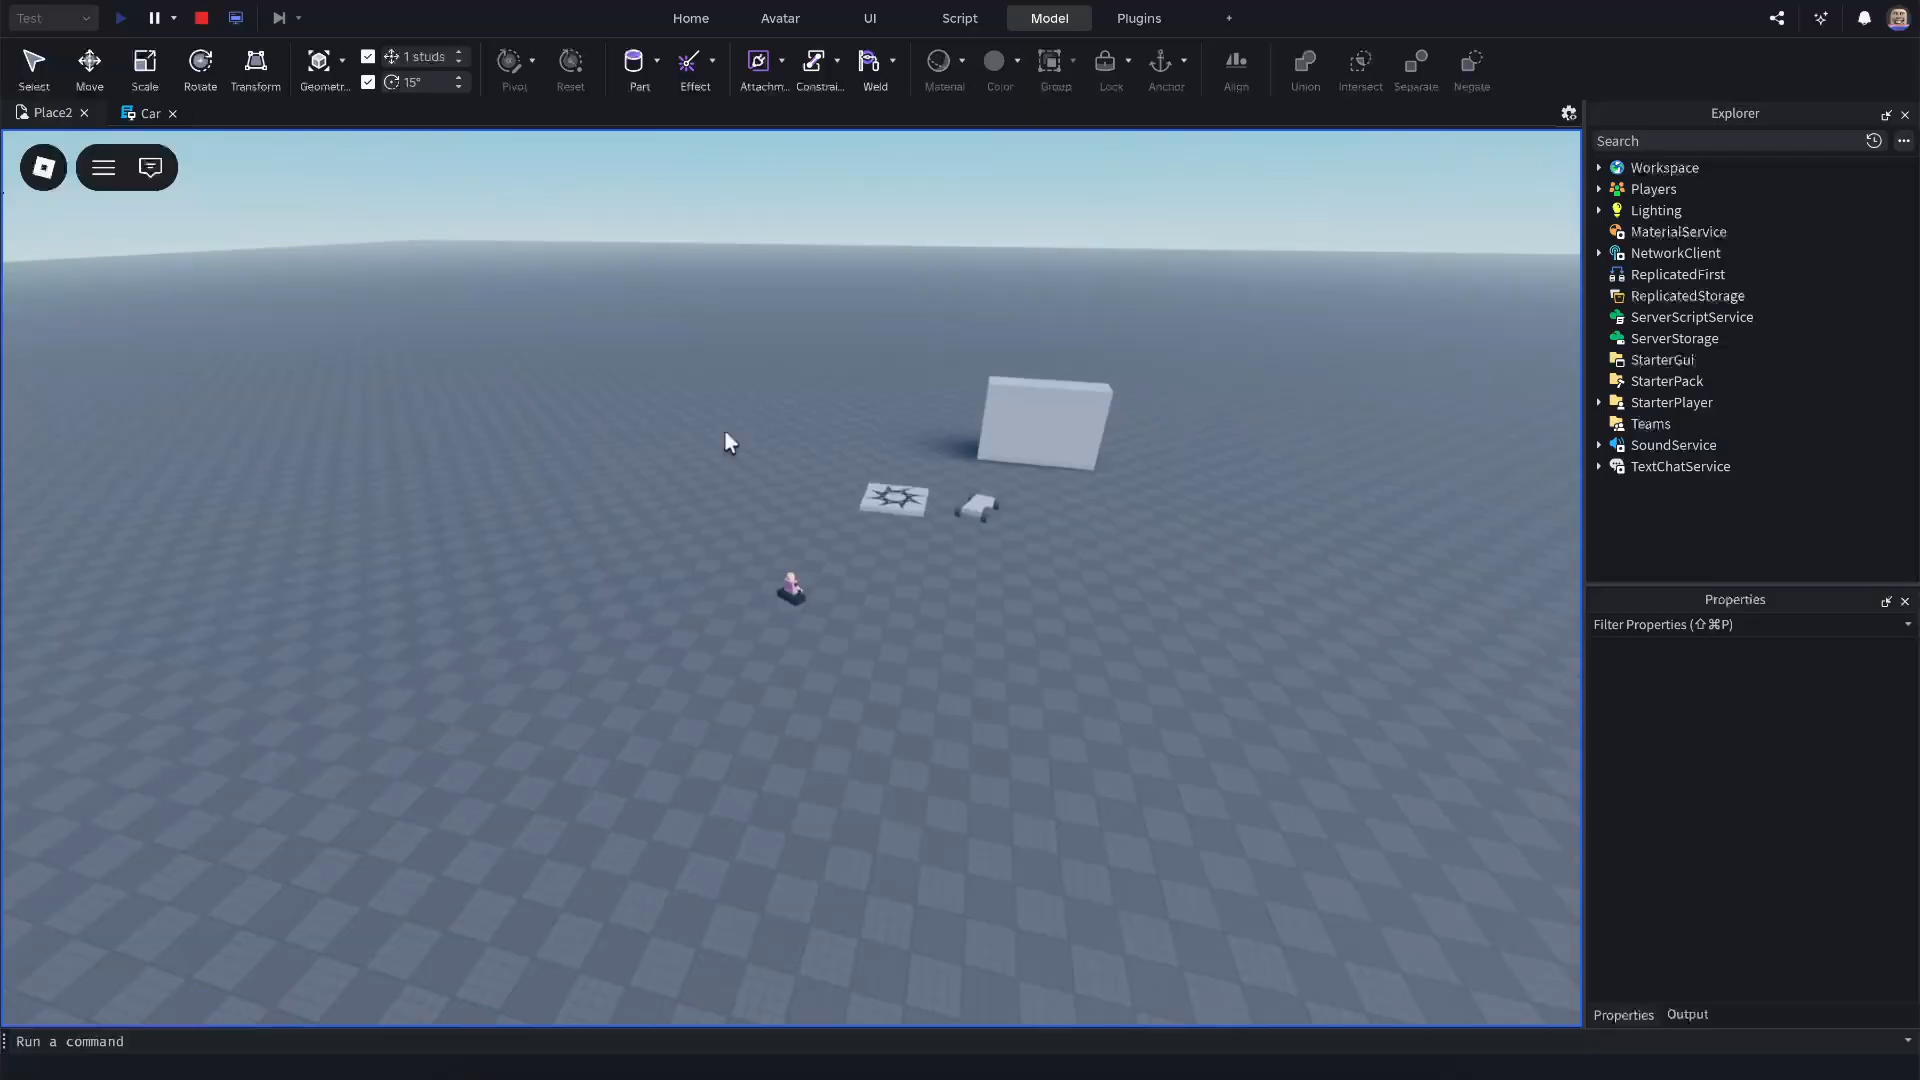 Test
Home Avatar UI Script Model Plugins +
1 studs
15°
Select Move Scale Rotate Transform Geometr... Pivot Reset Part Effect Attachm... Constrai... Weld Material Color Group Lock Anchor Align Union Intersect Separate Negate
Place2 Car
Explorer
Search
Workspace
Players
Lighting
MaterialService
NetworkClient
ReplicatedFirst
ReplicatedStorage
ServerScriptService
ServerStorage
StarterGui
StarterPack
StarterPlayer
Teams
SoundService
TextChatService
Properties
Filter Properties (⇧⌘P)
Properties Output
Run a command